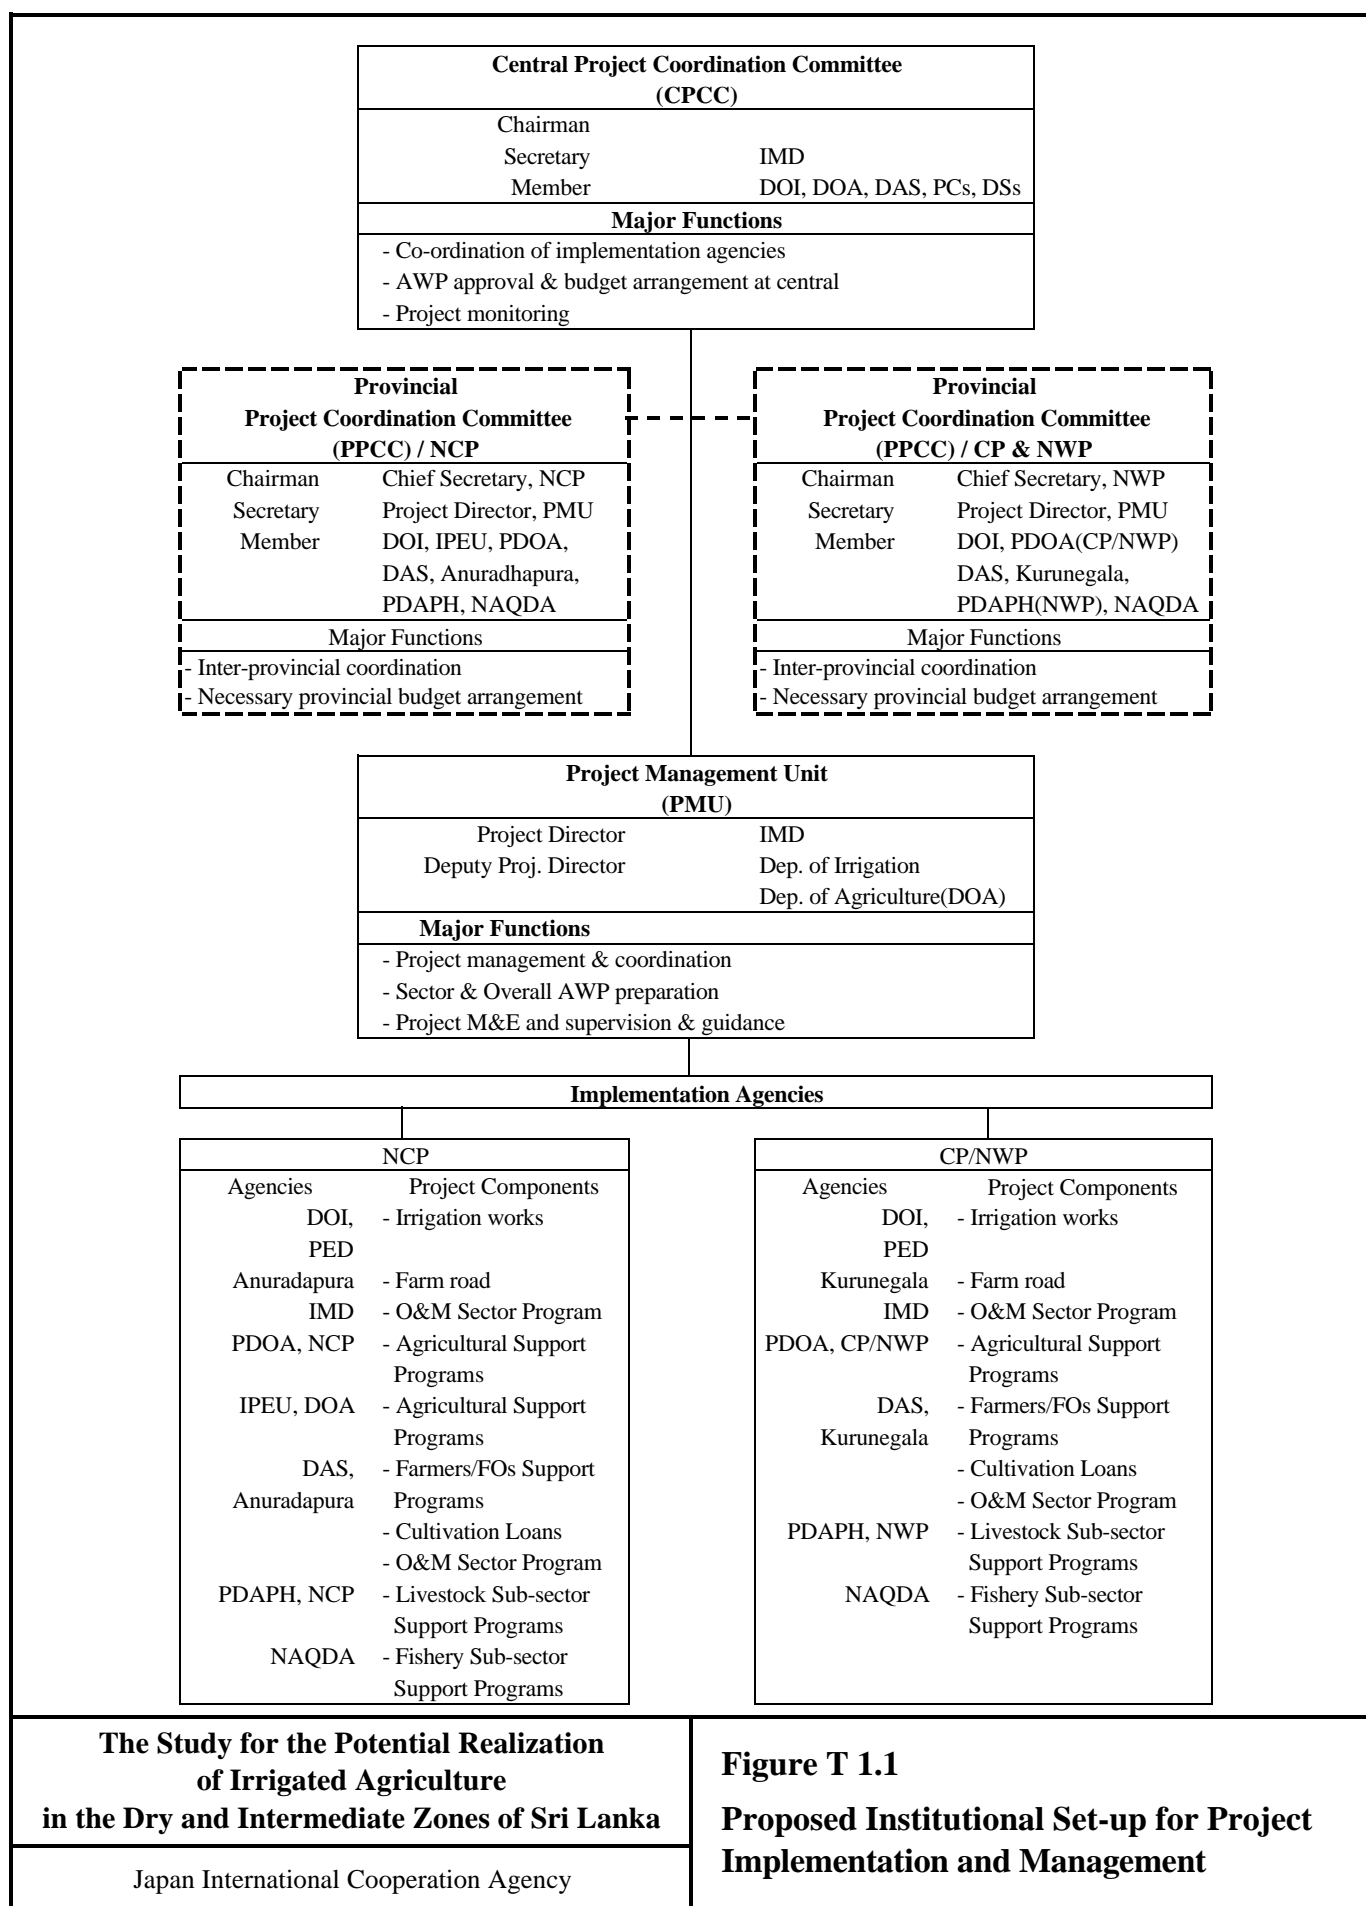 Central Project Coordination Committee
(CPCC)
Chairman
Secretary IMD
Member DOI, DOA, DAS, PCs, DSs
Major Functions
- Co-ordination of implementation agencies
- AWP approval & budget arrangement at central
- Project monitoring
Provincial
Project Coordination Committee
(PPCC) / NCP
Chairman Chief Secretary, NCP
Secretary Project Director, PMU
Member DOI, IPEU, PDOA,
DAS, Anuradhapura,
PDAPH, NAQDA
Major Functions
- Inter-provincial coordination
- Necessary provincial budget arrangement
Provincial
Project Coordination Committee
(PPCC) / CP & NWP
Chairman Chief Secretary, NWP
Secretary Project Director, PMU
Member DOI, PDOA(CP/NWP)
DAS, Kurunegala,
PDAPH(NWP), NAQDA
Major Functions
- Inter-provincial coordination
- Necessary provincial budget arrangement
Project Management Unit
(PMU)
Project Director IMD
Deputy Proj. Director Dep. of Irrigation
Dep. of Agriculture(DOA)
Major Functions
- Project management & coordination
- Sector & Overall AWP preparation
- Project M&E and supervision & guidance
Implementation Agencies
NCP
Agencies Project Components
DOI, - Irrigation works
PED
Anuradapura - Farm road
IMD - O&M Sector Program
PDOA, NCP - Agricultural Support
Programs
IPEU, DOA - Agricultural Support
Programs
DAS, - Farmers/FOs Support
Anuradapura Programs
- Cultivation Loans
- O&M Sector Program
PDAPH, NCP - Livestock Sub-sector
Support Programs
NAQDA - Fishery Sub-sector
Support Programs
CP/NWP
Agencies Project Components
DOI, - Irrigation works
PED
Kurunegala - Farm road
IMD - O&M Sector Program
PDOA, CP/NWP - Agricultural Support
Programs
DAS, - Farmers/FOs Support
Kurunegala Programs
- Cultivation Loans
- O&M Sector Program
PDAPH, NWP - Livestock Sub-sector
Support Programs
NAQDA - Fishery Sub-sector
Support Programs
The Study for the Potential Realization
of Irrigated Agriculture
in the Dry and Intermediate Zones of Sri Lanka
Japan International Cooperation Agency
Figure T 1.1
Proposed Institutional Set-up for Project
Implementation and Management